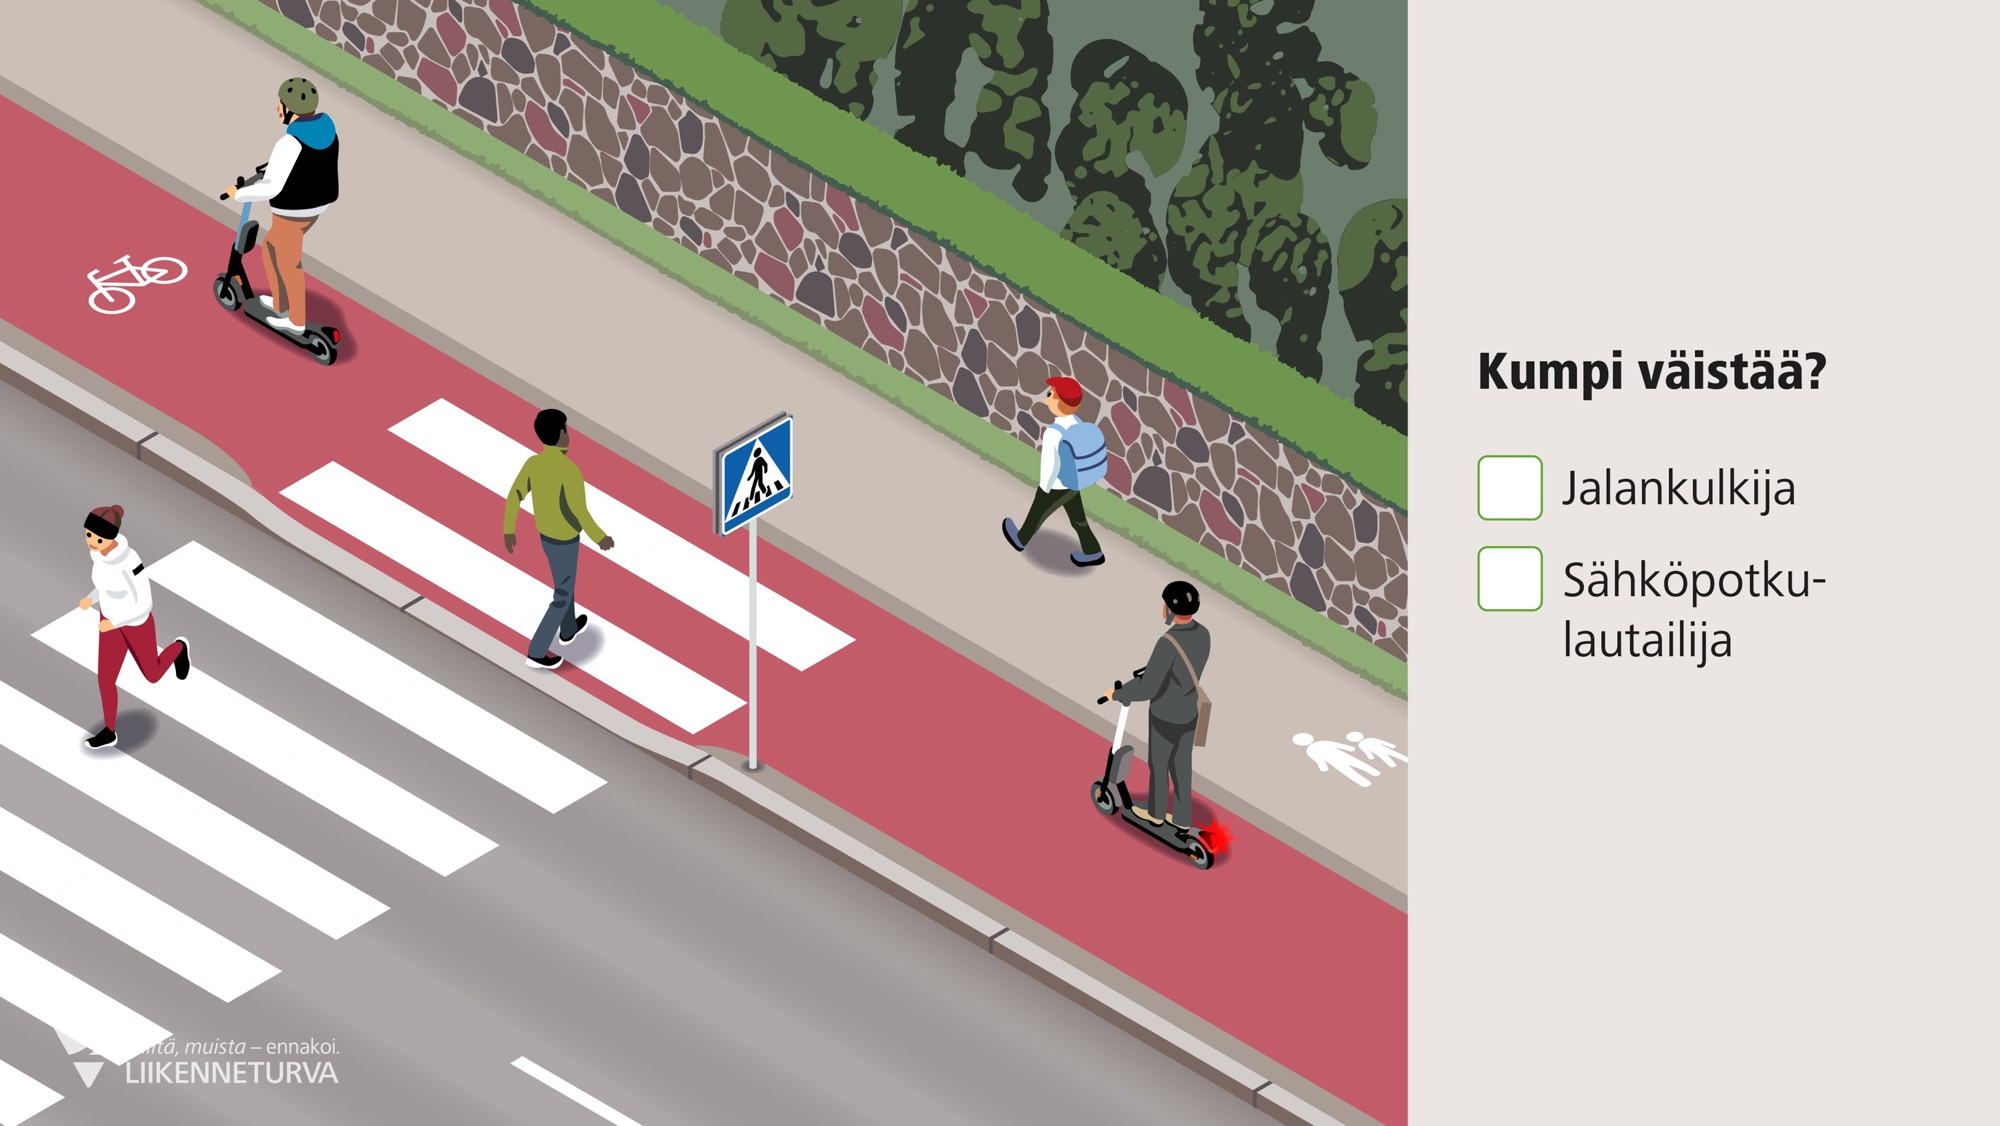 Kumpi väistää?
Jalankulkija
Sähköpotku-
lautailija
muista – ennakoi.
LIIKENNETURVA